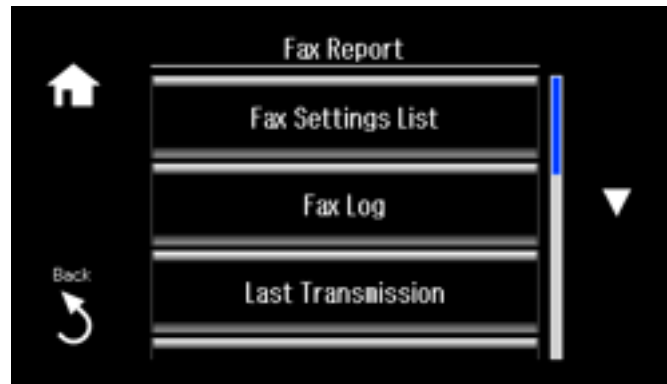 Fax Report
Fax Settings List
Fax Log
Back
Last Transmission